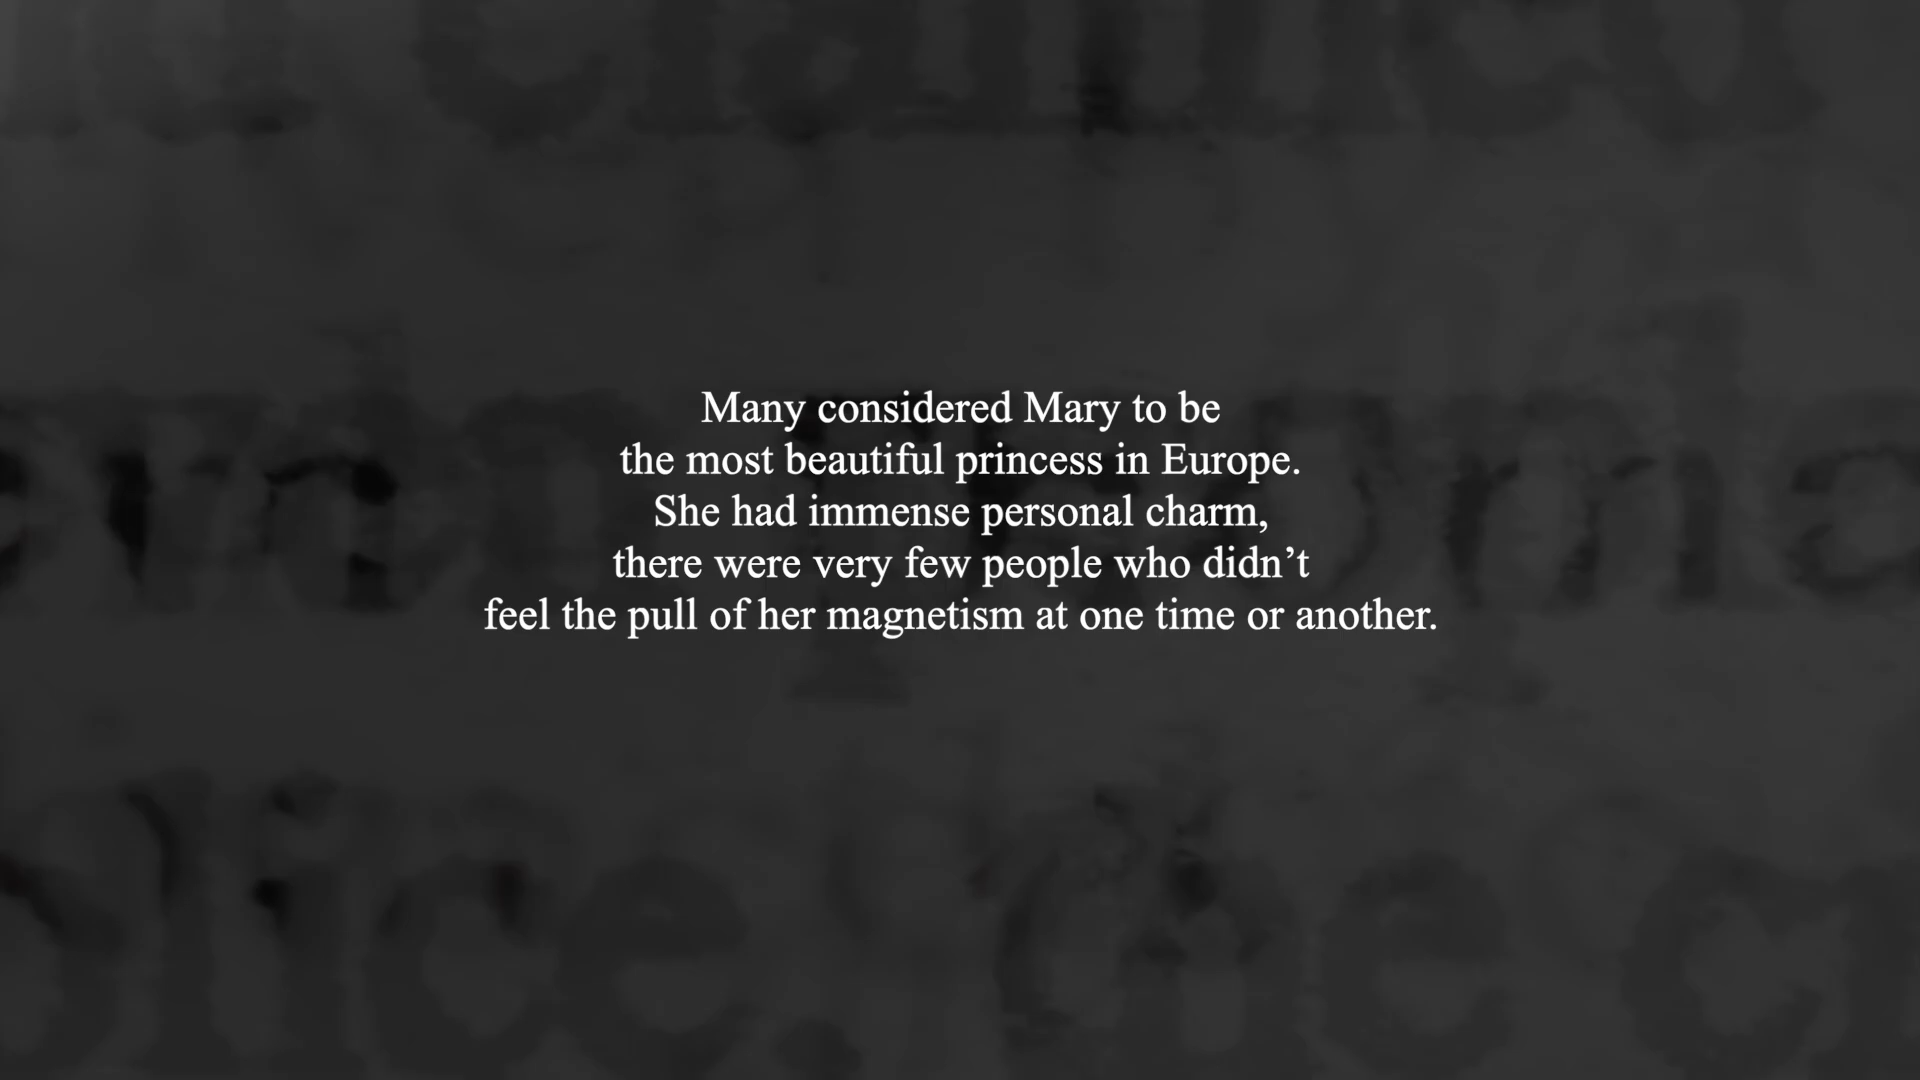 Many considered Mary to be
the most beautiful princess in Europe.
She had immense personal charm,
there were very few people who didn’t
feel the pull of her magnetism at one time or another.